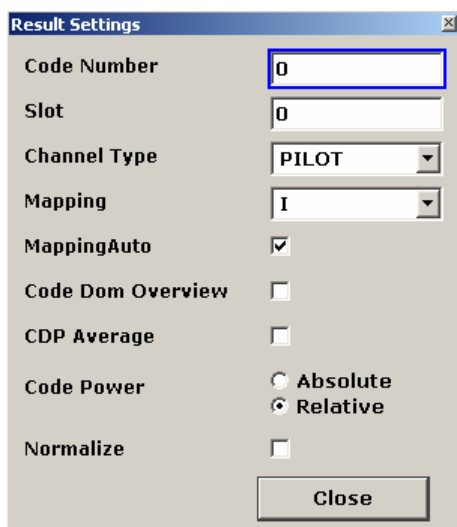 Result Settings
Code Number 0
Slot 0
Channel Type PILOT
Mapping I
MappingAuto
Code Dom Overview
CDP Average
Code Power Absolute
Relative
Normalize
Close